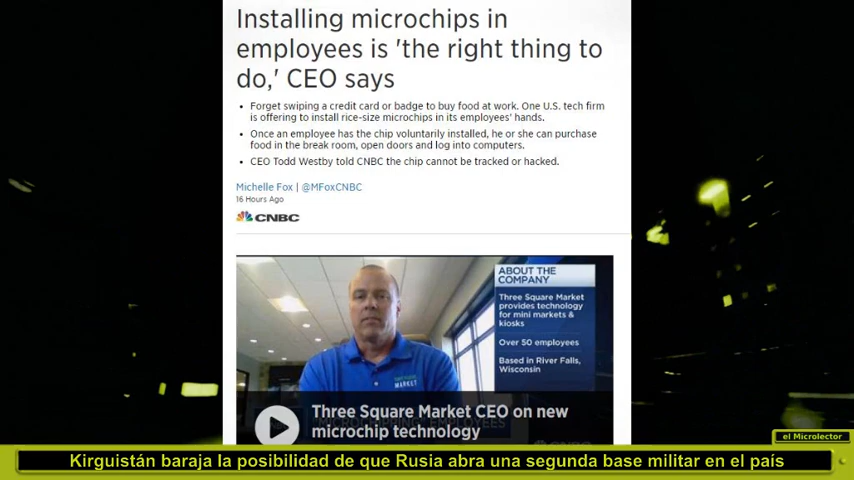 Installing microchips in
employees is 'the right thing to
do,' CEO says
Forget swiping a credit card or badge to buy food at work. One U.S. tech firm
is offering to install rice-size microchips in its employees' hands.
Once an employee has the chip voluntarily installed, he or she can purchase
food in the break room, open doors and log into computers.
CEO Todd Westby told CNBC the chip cannot be tracked or hacked.
Michelle Fox | @MFoxCNBC
16 Hours Ago
CNBC
ABOUT THE
COMPANY
Three Square Market
provides technology
for mini markets &
kiosks
Over 50 employees
Based in River Falls,
Wisconsin
MARKET
Three Square Market CEO on new
microchip technology
el Microlector
Kirguistán baraja la posibilidad de que Rusia abra una segunda base militar en el país